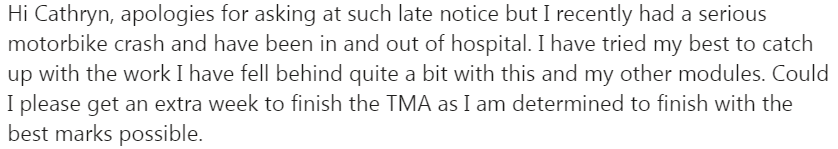 Hi Cathryn, apologies for asking at such late notice but I recently had a serious
motorbike crash and have been in and out of hospital. I have tried my best to catch
up with the work I have fell behind quite a bit with this and my other modules. Could
I please get an extra week to finish the TMA as I am determined to finish with the
best marks possible.